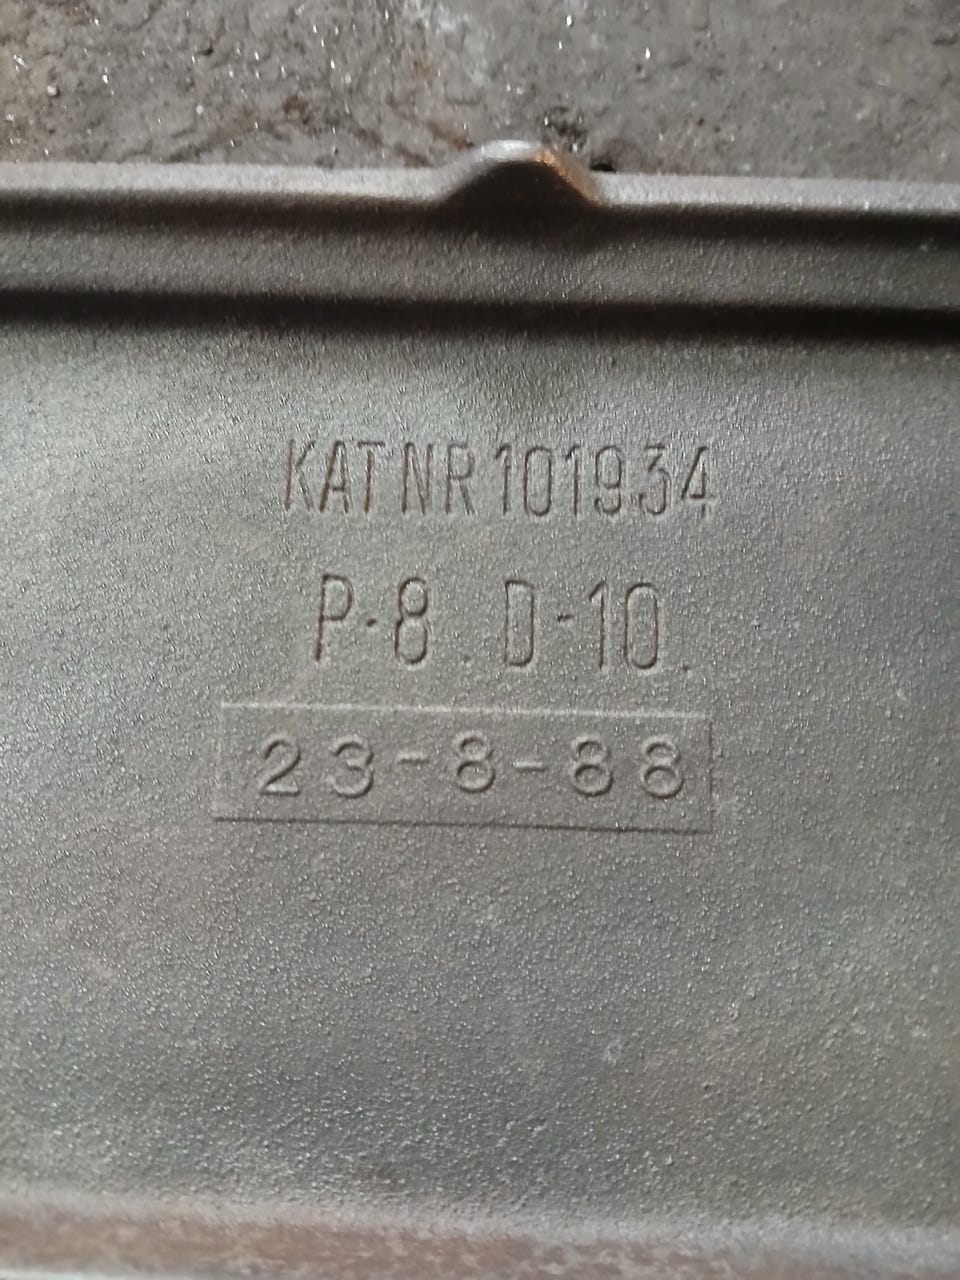 KAT NR 101934
P-8. D-10.
23-8-88